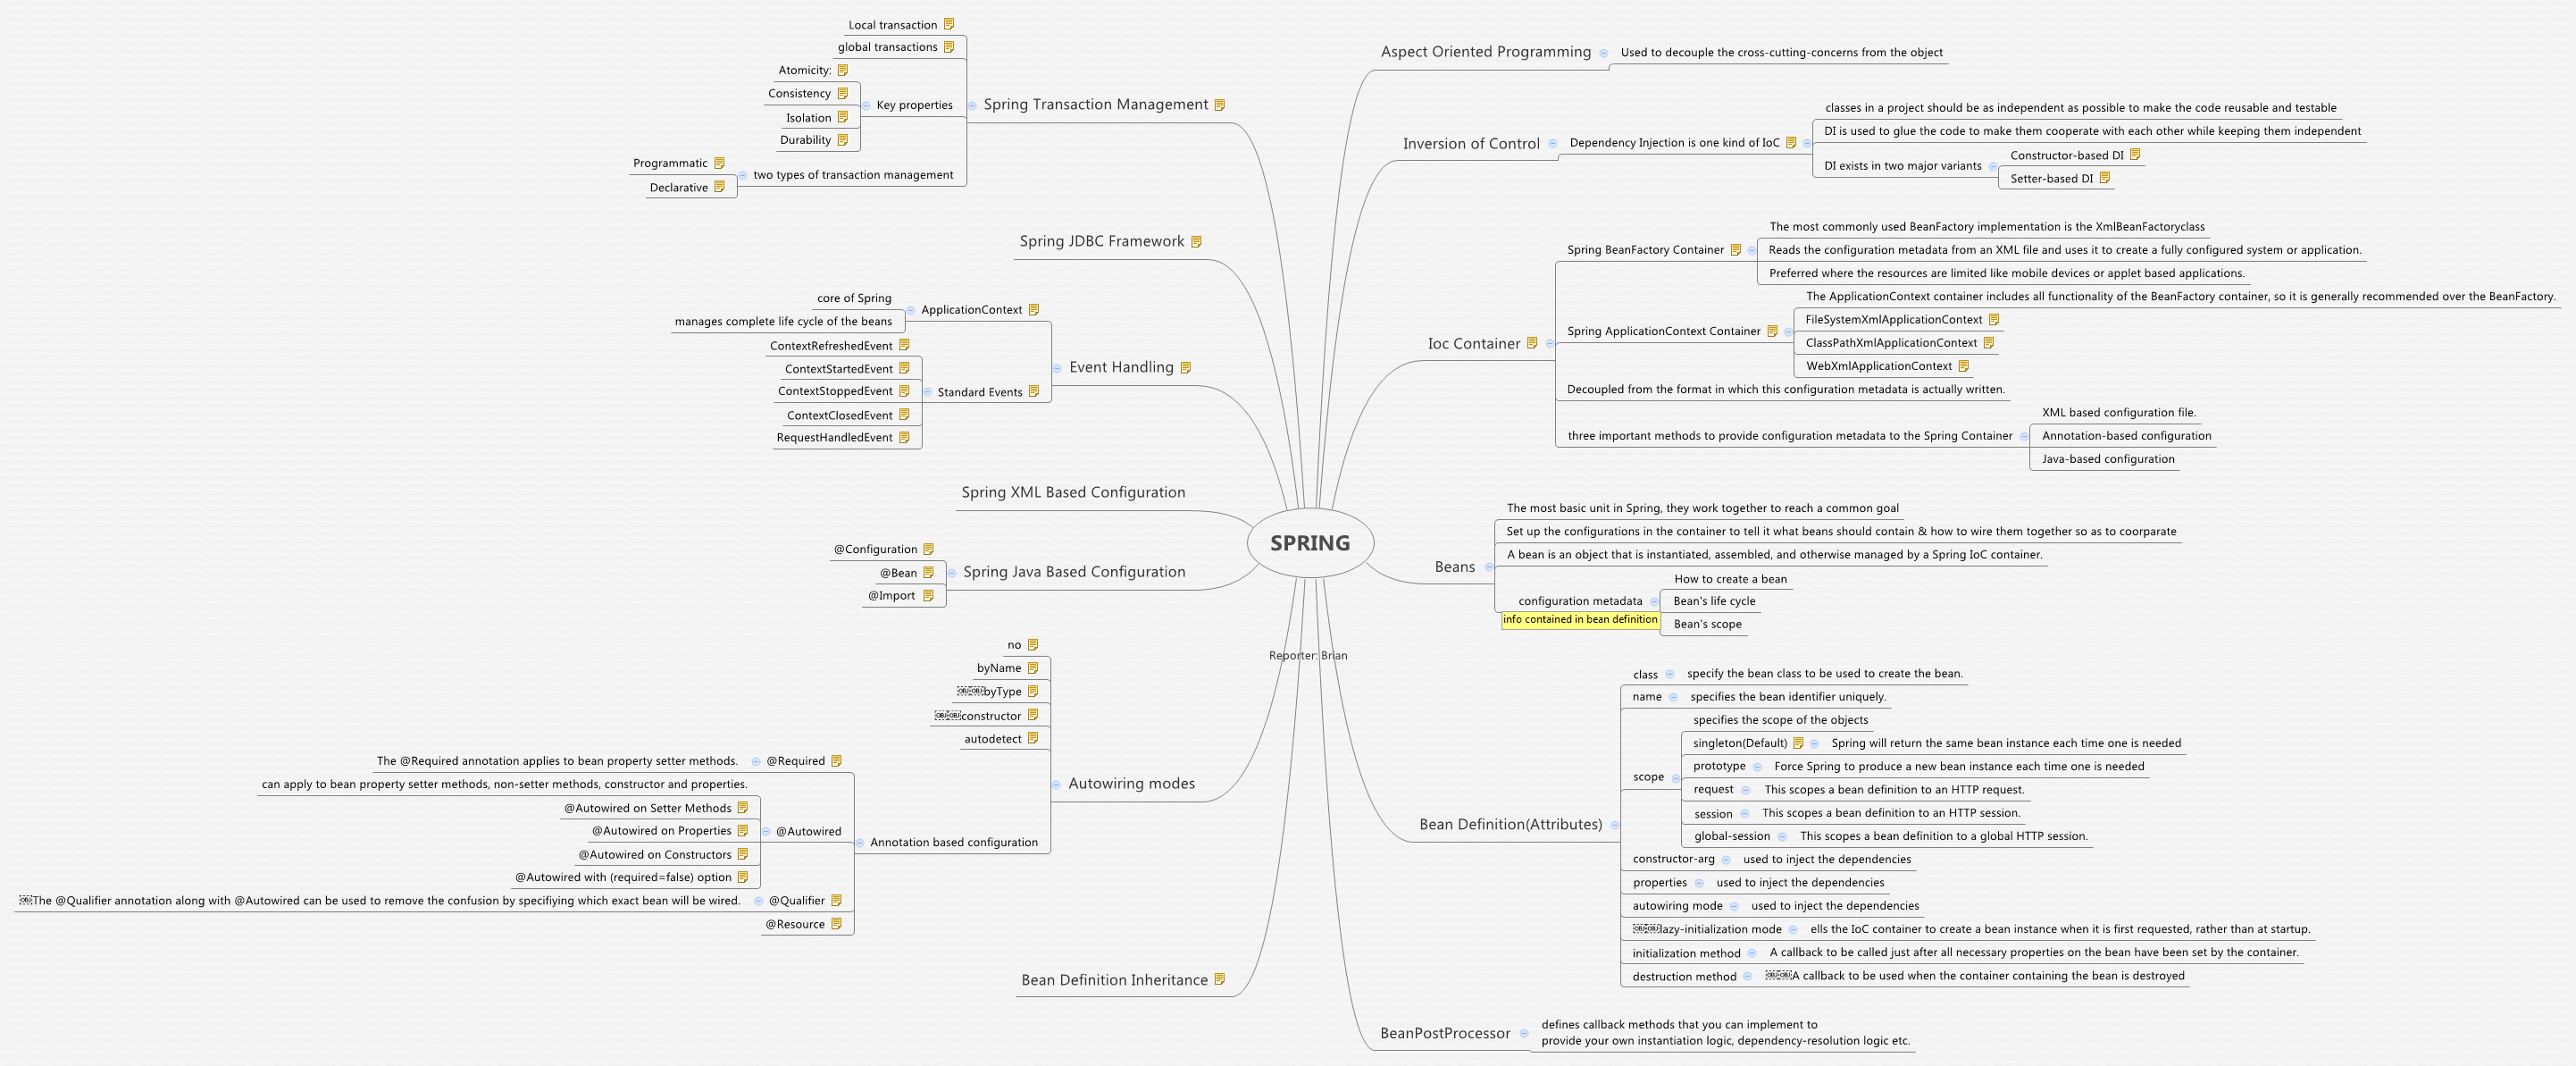 SPRING
Reporter: Brian
Aspect Oriented Programming
Used to decouple the cross-cutting-concerns from the object
Inversion of Control
Dependency Injection is one kind of IoC
classes in a project should be as independent as possible to make the code reusable and testable
DI is used to glue the code to make them cooperate with each other while keeping them independent
DI exists in two major variants
Constructor-based DI
Setter-based DI
Ioc Container
Spring BeanFactory Container
The most commonly used BeanFactory implementation is the XmlBeanFactoryclass
Reads the configuration metadata from an XML file and uses it to create a fully configured system or application.
Preferred where the resources are limited like mobile devices or applet based applications.
Spring ApplicationContext Container
The ApplicationContext container includes all functionality of the BeanFactory container, so it is generally recommended over the BeanFactory.
FileSystemXmlApplicationContext
ClassPathXmlApplicationContext
WebXmlApplicationContext
Decoupled from the format in which this configuration metadata is actually written.
three important methods to provide configuration metadata to the Spring Container
XML based configuration file.
Annotation-based configuration
Java-based configuration
Beans
The most basic unit in Spring, they work together to reach a common goal
Set up the configurations in the container to tell it what beans should contain & how to wire them together so as to coorparate
A bean is an object that is instantiated, assembled, and otherwise managed by a Spring IoC container.
configuration metadata
info contained in bean definition
How to create a bean
Bean's life cycle
Bean's scope
Bean Definition(Attributes)
class
specify the bean class to be used to create the bean.
name
specifies the bean identifier uniquely.
scope
specifies the scope of the objects
singleton(Default)
Spring will return the same bean instance each time one is needed
prototype
Force Spring to produce a new bean instance each time one is needed
request
This scopes a bean definition to an HTTP request.
session
This scopes a bean definition to an HTTP session.
global-session
This scopes a bean definition to a global HTTP session.
constructor-arg
used to inject the dependencies
properties
used to inject the dependencies
autowiring mode
used to inject the dependencies
lazy-initialization mode
ells the IoC container to create a bean instance when it is first requested, rather than at startup.
initialization method
A callback to be called just after all necessary properties on the bean have been set by the container.
destruction method
A callback to be used when the container containing the bean is destroyed
BeanPostProcessor
defines callback methods that you can implement to
provide your own instantiation logic, dependency-resolution logic etc.
Spring Transaction Management
Local transaction
global transactions
Key properties
Atomicity:
Consistency
Isolation
Durability
two types of transaction management
Programmatic
Declarative
Spring JDBC Framework
Event Handling
ApplicationContext
core of Spring
manages complete life cycle of the beans
Standard Events
ContextRefreshedEvent
ContextStartedEvent
ContextStoppedEvent
ContextClosedEvent
RequestHandledEvent
Spring XML Based Configuration
Spring Java Based Configuration
@Configuration
@Bean
@Import
Autowiring modes
no
byName
byType
constructor
autodetect
Annotation based configuration
@Required
The @Required annotation applies to bean property setter methods.
@Autowired
can apply to bean property setter methods, non-setter methods, constructor and properties.
@Autowired on Setter Methods
@Autowired on Properties
@Autowired on Constructors
@Autowired with (required=false) option
@Qualifier
The @Qualifier annotation along with @Autowired can be used to remove the confusion by specifiying which exact bean will be wired.
@Resource
Bean Definition Inheritance